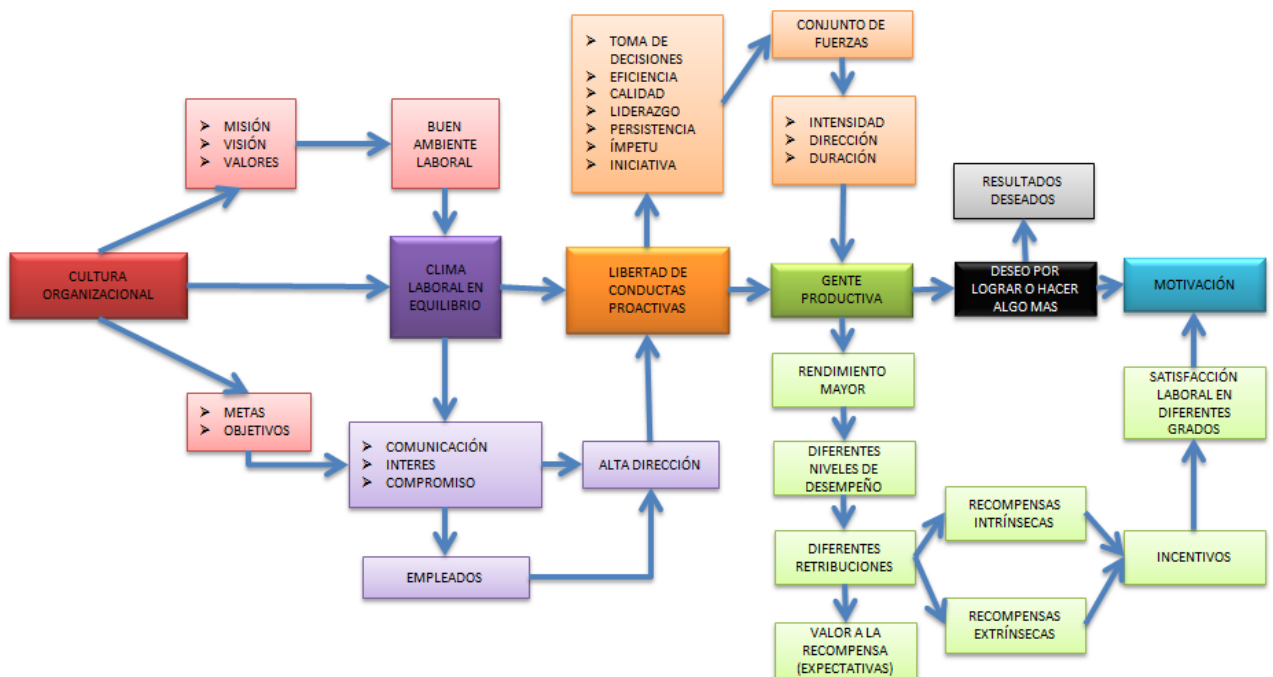 ➤ TOMA DE
DECISIONES
➤ EFICIENCIA
➤ CALIDAD
➤ LIDERAZGO
➤ PERSISTENCIA
➤ ÍMPETU
➤ INICIATIVA
CONJUNTO DE
FUERZAS
➤ INTENSIDAD
➤ DIRECCIÓN
➤ DURACIÓN
➤ MISIÓN
➤ VISIÓN
➤ VALORES
BUEN
AMBIENTE
LABORAL
RESULTADOS
DESEADOS
CULTURA
ORGANIZACIONAL
CLIMA
LABORAL EN
EQUILIBRIO
LIBERTAD DE
CONDUCTAS
PROACTIVAS
GENTE
PRODUCTIVA
DESEO POR
LOGRAR O HACER
ALGO MAS
MOTIVACIÓN
➤ METAS
➤ OBJETIVOS
➤ COMUNICACIÓN
➤ INTERES
➤ COMPROMISO
ALTA DIRECCIÓN
EMPLEADOS
RENDIMIENTO
MAYOR
DIFERENTES
NIVELES DE
DESEMPEÑO
DIFERENTES
RETRIBUCIONES
VALOR A LA
RECOMPENSA
(EXPECTATIVAS)
RECOMPENSAS
INTRÍNSECAS
RECOMPENSAS
EXTRÍNSECAS
INCENTIVOS
SATISFACCIÓN
LABORAL EN
DIFERENTES
GRADOS